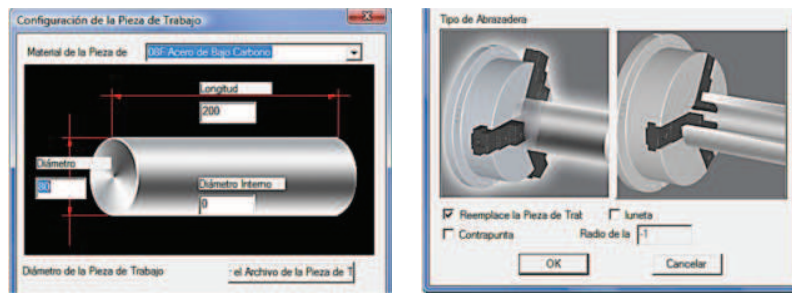 Configuración de la Pieza de Trabajo
Material de la Pieza de
08F Acero de Bajo Carbono
Longitud
200
Diámetro
80
Diámetro Interno
0
Diámetro de la Pieza de Trabajo
: el Archivo de la Pieza de T
Tipo de Abrazadera
Reemplace la Pieza de Trat
luneta
Contrapunta
Radio de la
-1
OK
Cancelar